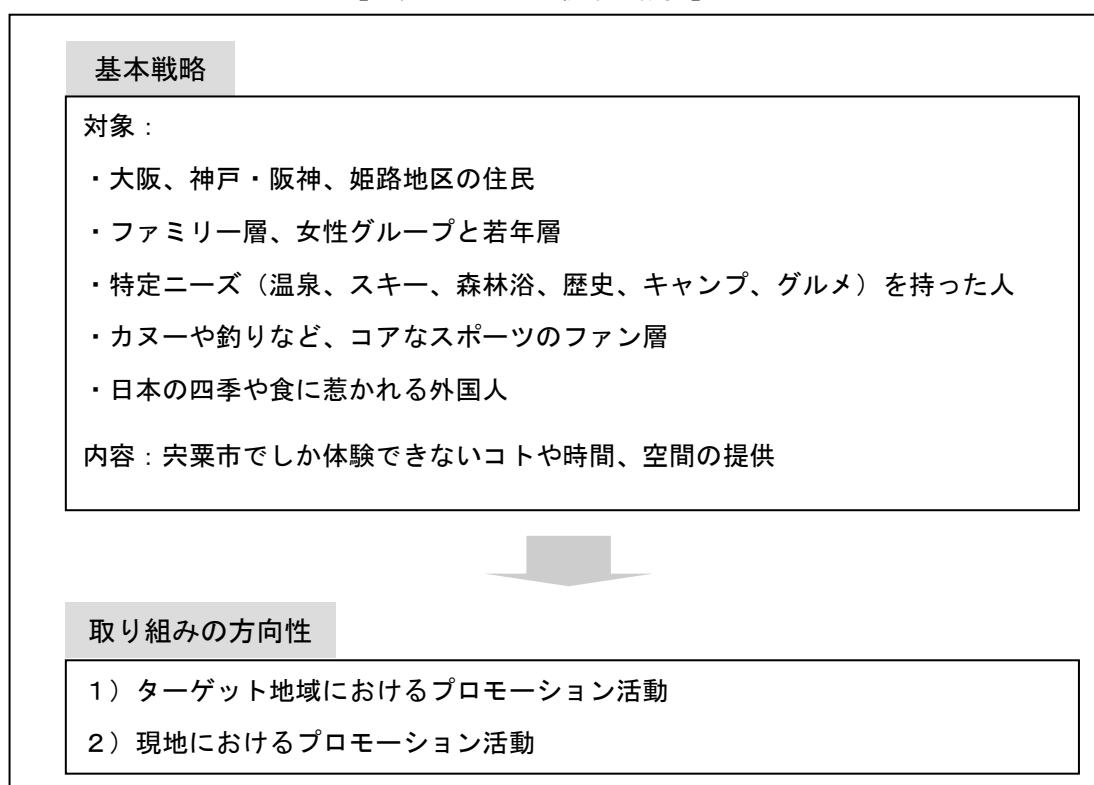 基本戦略
対象：
・大阪、神戸・阪神、姫路地区の住民
・ファミリー層、女性グループと若年層
・特定ニーズ（温泉、スキー、森林浴、歴史、キャンプ、グルメ）を持った人
・カヌーや釣りなど、コアなスポーツのファン層
・日本の四季や食に惹かれる外国人
内容：宍粟市でしか体験できないコトや時間、空間の提供
取り組みの方向性
１）ターゲット地域におけるプロモーション活動
２）現地におけるプロモーション活動